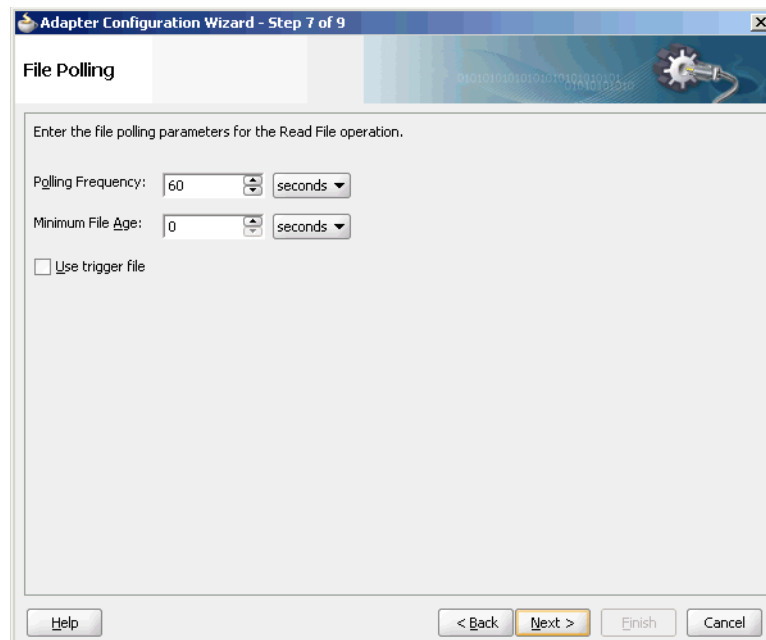 Adapter Configuration Wizard - Step 7 of 9
File Polling
Enter the file polling parameters for the Read File operation.
Polling Frequency: 60 seconds
Minimum File Age: 0 seconds
Use trigger file
Help < Back Next > Finish Cancel